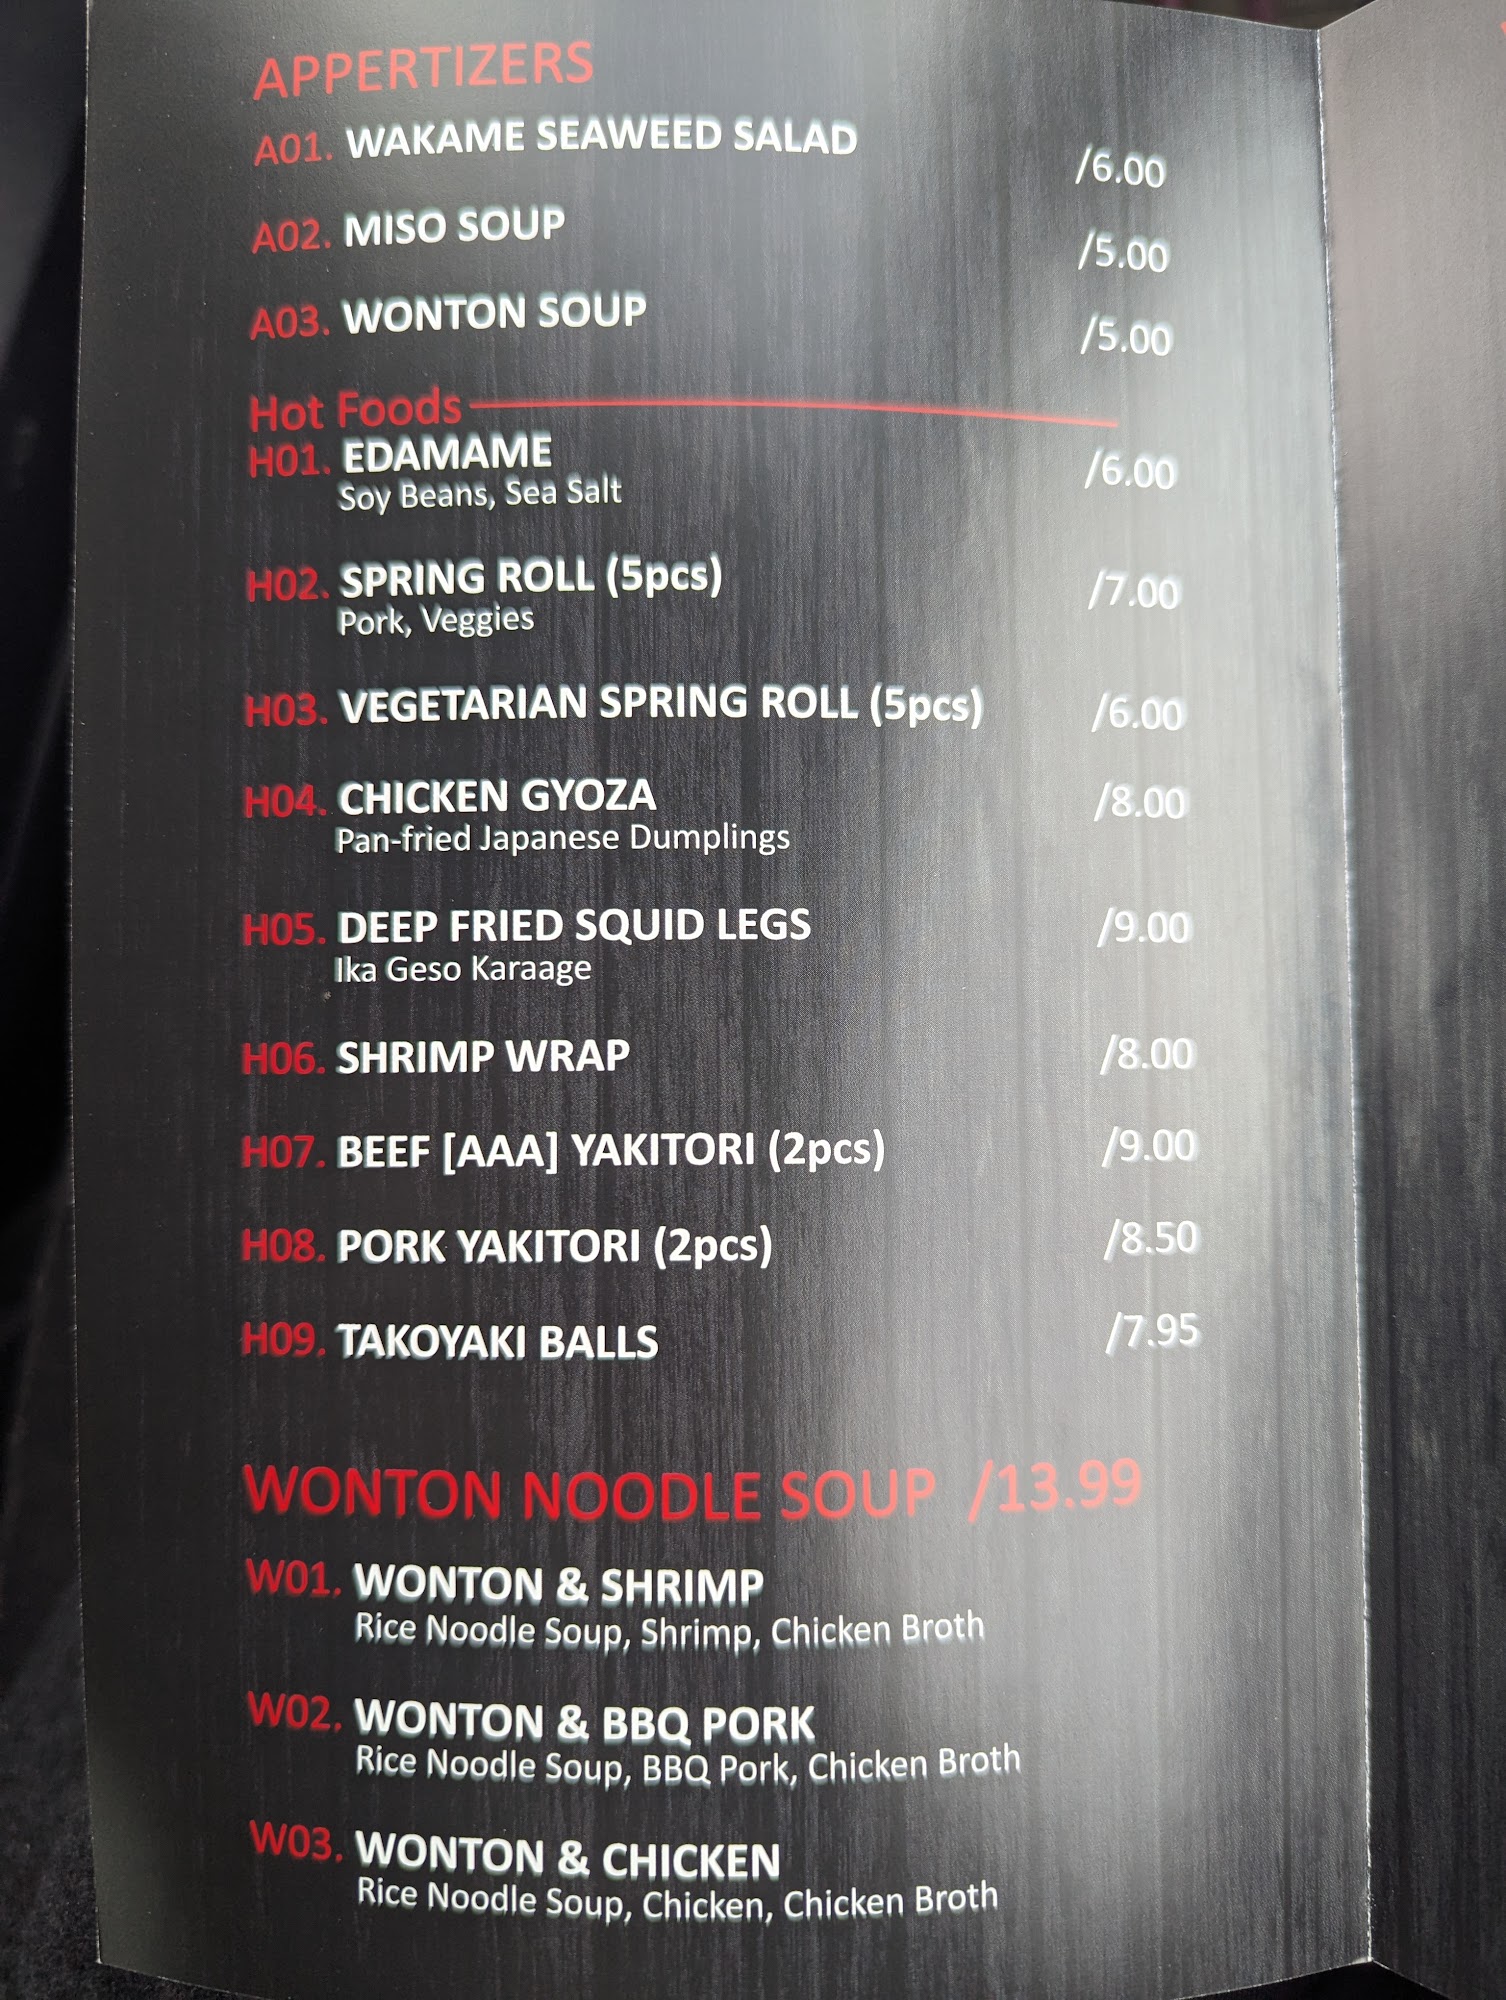 APPERTIZERS
A01. WAKAME SEAWEED SALAD /6.00
A02. MISO SOUP /5.00
A03. WONTON SOUP /5.00
Hot Foods
H01. EDAMAME /6.00
Soy Beans, Sea Salt
H02. SPRING ROLL (5pcs) /7.00
Pork, Veggies
H03. VEGETARIAN SPRING ROLL (5pcs) /6.00
H04. CHICKEN GYOZA /8.00
Pan-fried Japanese Dumplings
H05. DEEP FRIED SQUID LEGS /9.00
Ika Geso Karaage
H06. SHRIMP WRAP /8.00
H07. BEEF [AAA] YAKITORI (2pcs) /9.00
H08. PORK YAKITORI (2pcs) /8.50
H09. TAKOYAKI BALLS /7.95
WONTON NOODLE SOUP /13.99
W01. WONTON & SHRIMP
Rice Noodle Soup, Shrimp, Chicken Broth
W02. WONTON & BBQ PORK
Rice Noodle Soup, BBQ Pork, Chicken Broth
W03. WONTON & CHICKEN
Rice Noodle Soup, Chicken, Chicken Broth